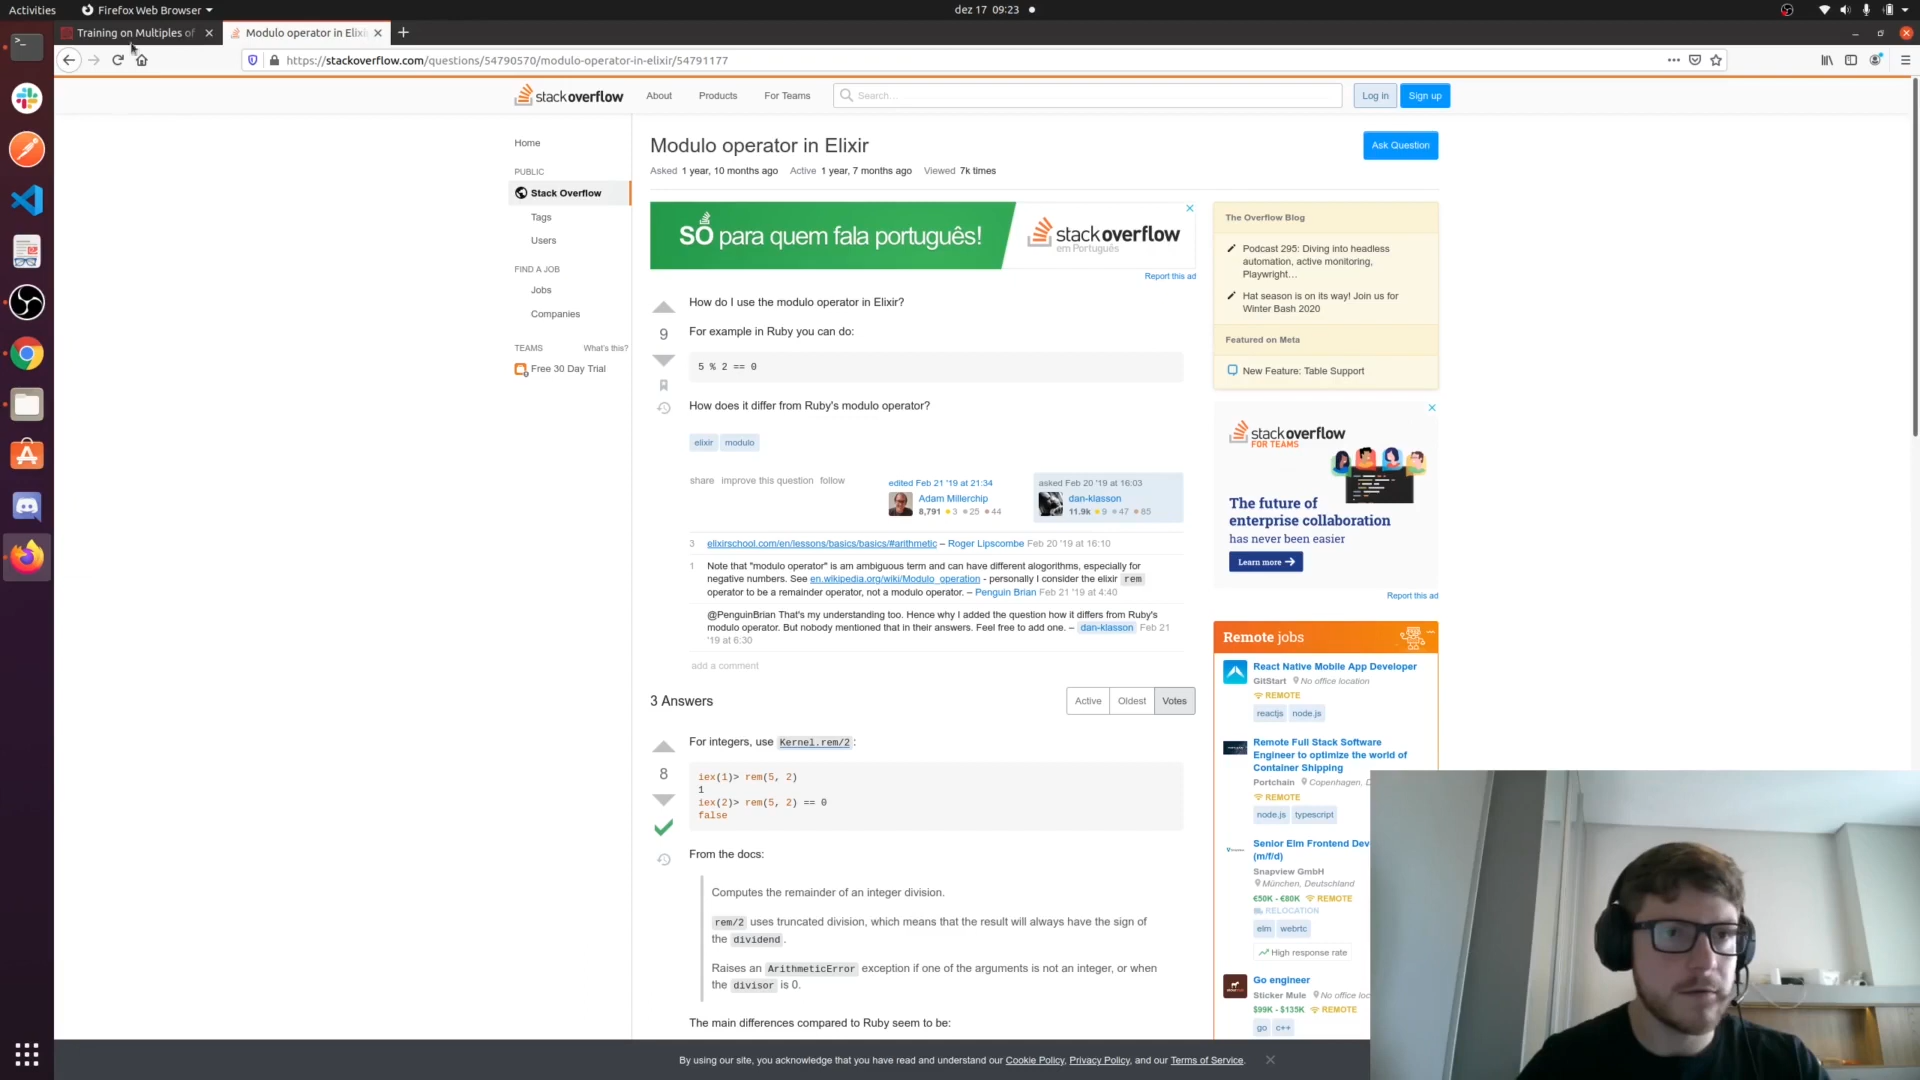 Activities
Firefox Web Browser
dez 17 09:23
Training on Multiples of
Modulo operator in Elixi
https://stackoverflow.com/questions/54790570/modulo-operator-in-elixir/54791177
stackoverflow
About
Products
For Teams
Search…
Log in
Sign up
Home
PUBLIC
Stack Overflow
Tags
Users
FIND A JOB
Jobs
Companies
TEAMS
What's this?
Free 30 Day Trial
Modulo operator in Elixir
Ask Question
Asked 1 year, 10 months ago Active 1 year, 7 months ago Viewed 7k times
SÓ para quem fala português!
stackoverflow
em Português
Report this ad
9
How do I use the modulo operator in Elixir?
For example in Ruby you can do:
5 % 2 == 0
How does it differ from Ruby's modulo operator?
elixir modulo
share improve this question follow
edited Feb 21 '19 at 21:34
Adam Millerchip
8,791 3 25 44
asked Feb 20 '19 at 16:03
dan-klasson
11.9k 9 47 85
3 elixirschool.com/en/lessons/basics/basics/#arithmetic – Roger Lipscombe Feb 20 '19 at 16:10
1 Note that "modulo operator" is am ambiguous term and can have different alogorithms, especially for
negative numbers. See en.wikipedia.org/wiki/Modulo_operation - personally I consider the elixir rem
operator to be a remainder operator, not a modulo operator. – Penguin Brian Feb 21 '19 at 4:40
@PenguinBrian That's my understanding too. Hence why I added the question how it differs from Ruby's
modulo operator. But nobody mentioned that in their answers. Feel free to add one. – dan-klasson Feb 21
'19 at 6:30
add a comment
3 Answers
Active
Oldest
Votes
8
For integers, use Kernel.rem/2:
iex(1)> rem(5, 2)
1
iex(2)> rem(5, 2) == 0
false
From the docs:
Computes the remainder of an integer division.
rem/2 uses truncated division, which means that the result will always have the sign of
the dividend.
Raises an ArithmeticError exception if one of the arguments is not an integer, or when
the divisor is 0.
The main differences compared to Ruby seem to be:
The Overflow Blog
Podcast 295: Diving into headless
automation, active monitoring,
Playwright…
Hat season is on its way! Join us for
Winter Bash 2020
Featured on Meta
New Feature: Table Support
stackoverflow
FOR TEAMS
The future of
enterprise collaboration
has never been easier
Learn more
Report this ad
Remote jobs
React Native Mobile App Developer
GitStart No office location
REMOTE
reactjs node.js
Remote Full Stack Software
Engineer to optimize the world of
Container Shipping
Portchain Copenhagen, D
REMOTE
node.js typescript
Senior Elm Frontend Dev
(m/f/d)
Snapview GmbH
München, Deutschland
€50K - €80K REMOTE
RELOCATION
elm webrtc
High response rate
Go engineer
Sticker Mule No office loc
$99K - $135K REMOTE
go c++
By using our site, you acknowledge that you have read and understand our Cookie Policy, Privacy Policy, and our Terms of Service.